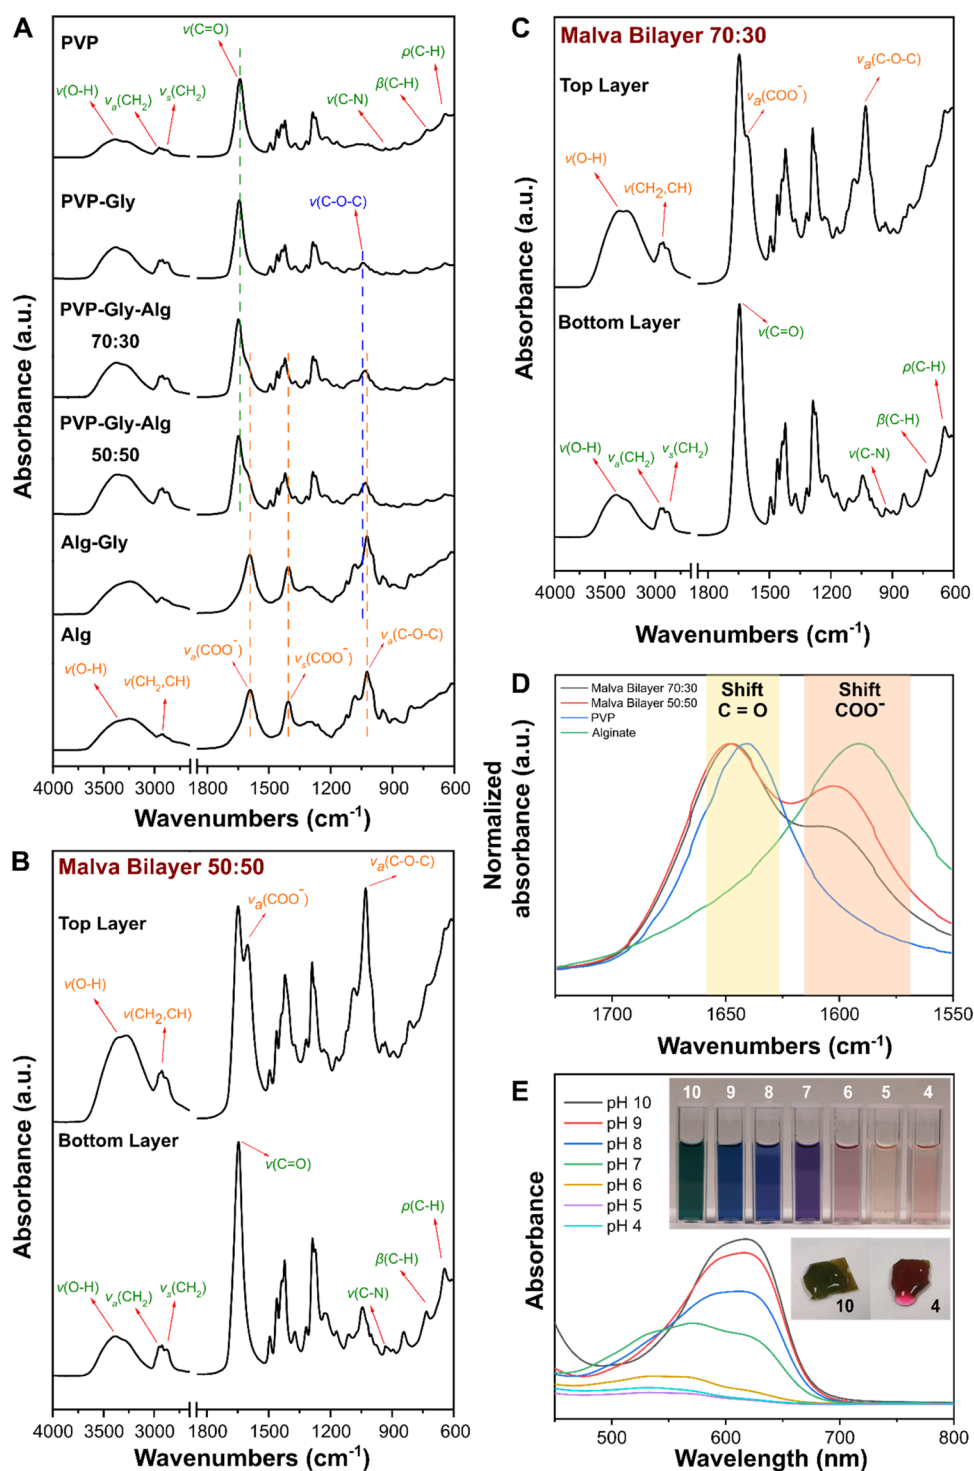 A
PVP
ν(C=O)
ρ(C-H)
β(C-H)
ν(C-N)
ν(O-H)
νa(CH2)
νs(CH2)
PVP-Gly
ν(C-O-C)
PVP-Gly-Alg
70:30
PVP-Gly-Alg
50:50
Alg-Gly
Alg
ν(O-H)
ν(CH2,CH)
νa(COO⁻)
νs(COO⁻)
νa(C-O-C)
Absorbance (a.u.)
4000 3500 3000 1800 1500 1200 900 600
Wavenumbers (cm⁻¹)
B
Malva Bilayer 50:50
Top Layer
νa(COO⁻)
νa(C-O-C)
ν(O-H)
ν(CH2,CH)
Bottom Layer
ν(C=O)
ρ(C-H)
β(C-H)
ν(C-N)
ν(O-H)
νa(CH2)
νs(CH2)
Absorbance (a.u.)
4000 3500 3000 1800 1500 1200 900 600
Wavenumbers (cm⁻¹)
C
Malva Bilayer 70:30
Top Layer
νa(COO⁻)
νa(C-O-C)
ν(O-H)
ν(CH2,CH)
Bottom Layer
ν(C=O)
ρ(C-H)
β(C-H)
ν(C-N)
ν(O-H)
νa(CH2)
νs(CH2)
Absorbance (a.u.)
4000 3500 3000 1800 1500 1200 900 600
Wavenumbers (cm⁻¹)
D
Malva Bilayer 70:30
Malva Bilayer 50:50
PVP
Alginate
Shift
C = O
Shift
COO⁻
Normalized
absorbance (a.u.)
1700 1650 1600 1550
Wavenumbers (cm⁻¹)
E
pH 10
pH 9
pH 8
pH 7
pH 6
pH 5
pH 4
10 9 8 7 6 5 4
10
4
Absorbance
500 600 700 800
Wavelength (nm)